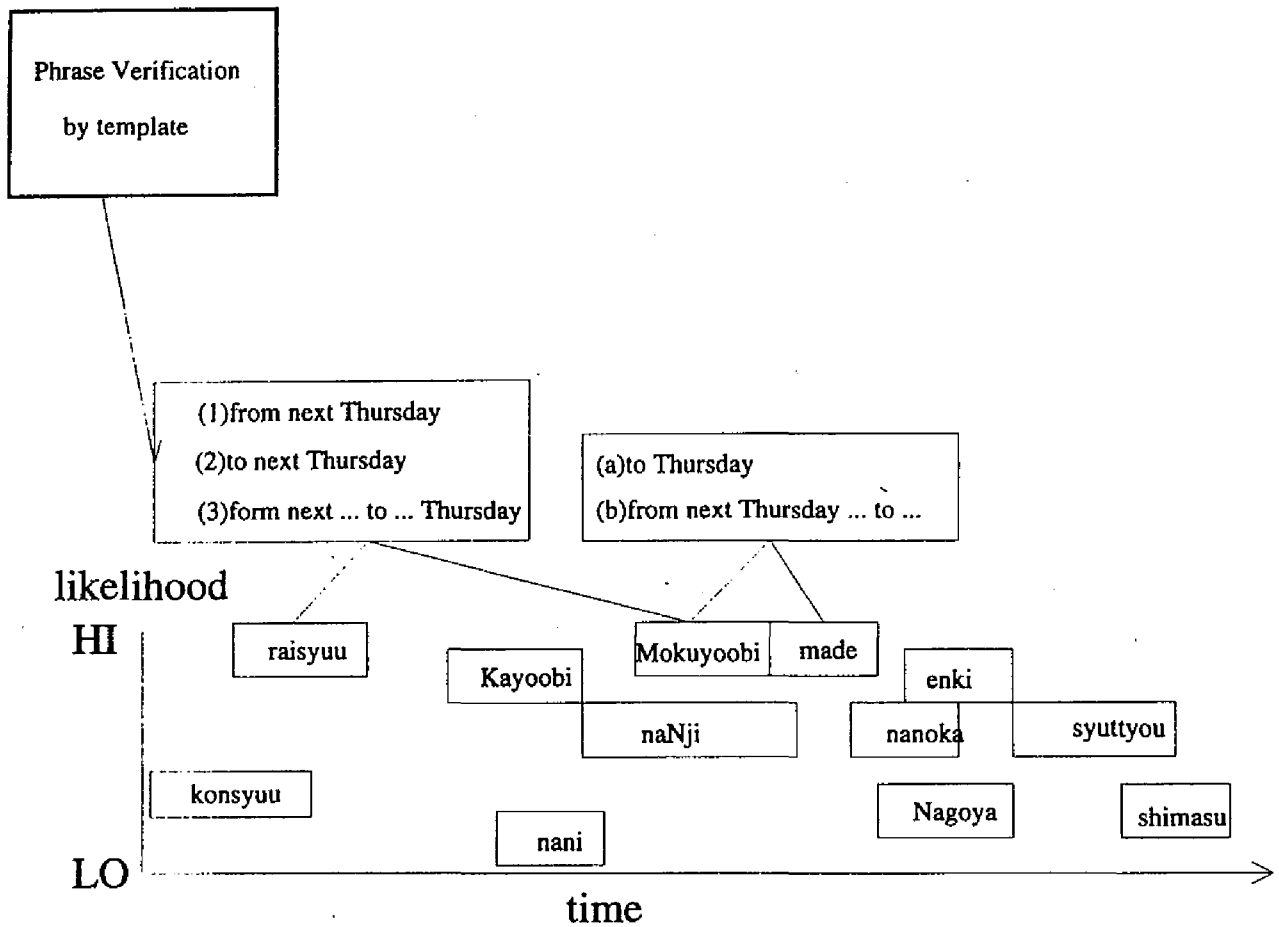 Phrase Verification
by template
(1)from next Thursday
(2)to next Thursday
(3)form next ... to ... Thursday
(a)to Thursday
(b)from next Thursday ... to ...
likelihood
HI
raisyuu
Mokuyoobi
made
Kayoobi
enki
naNji
nanoka
syuttyou
konsyuu
Nagoya
shimasu
nani
LO
time